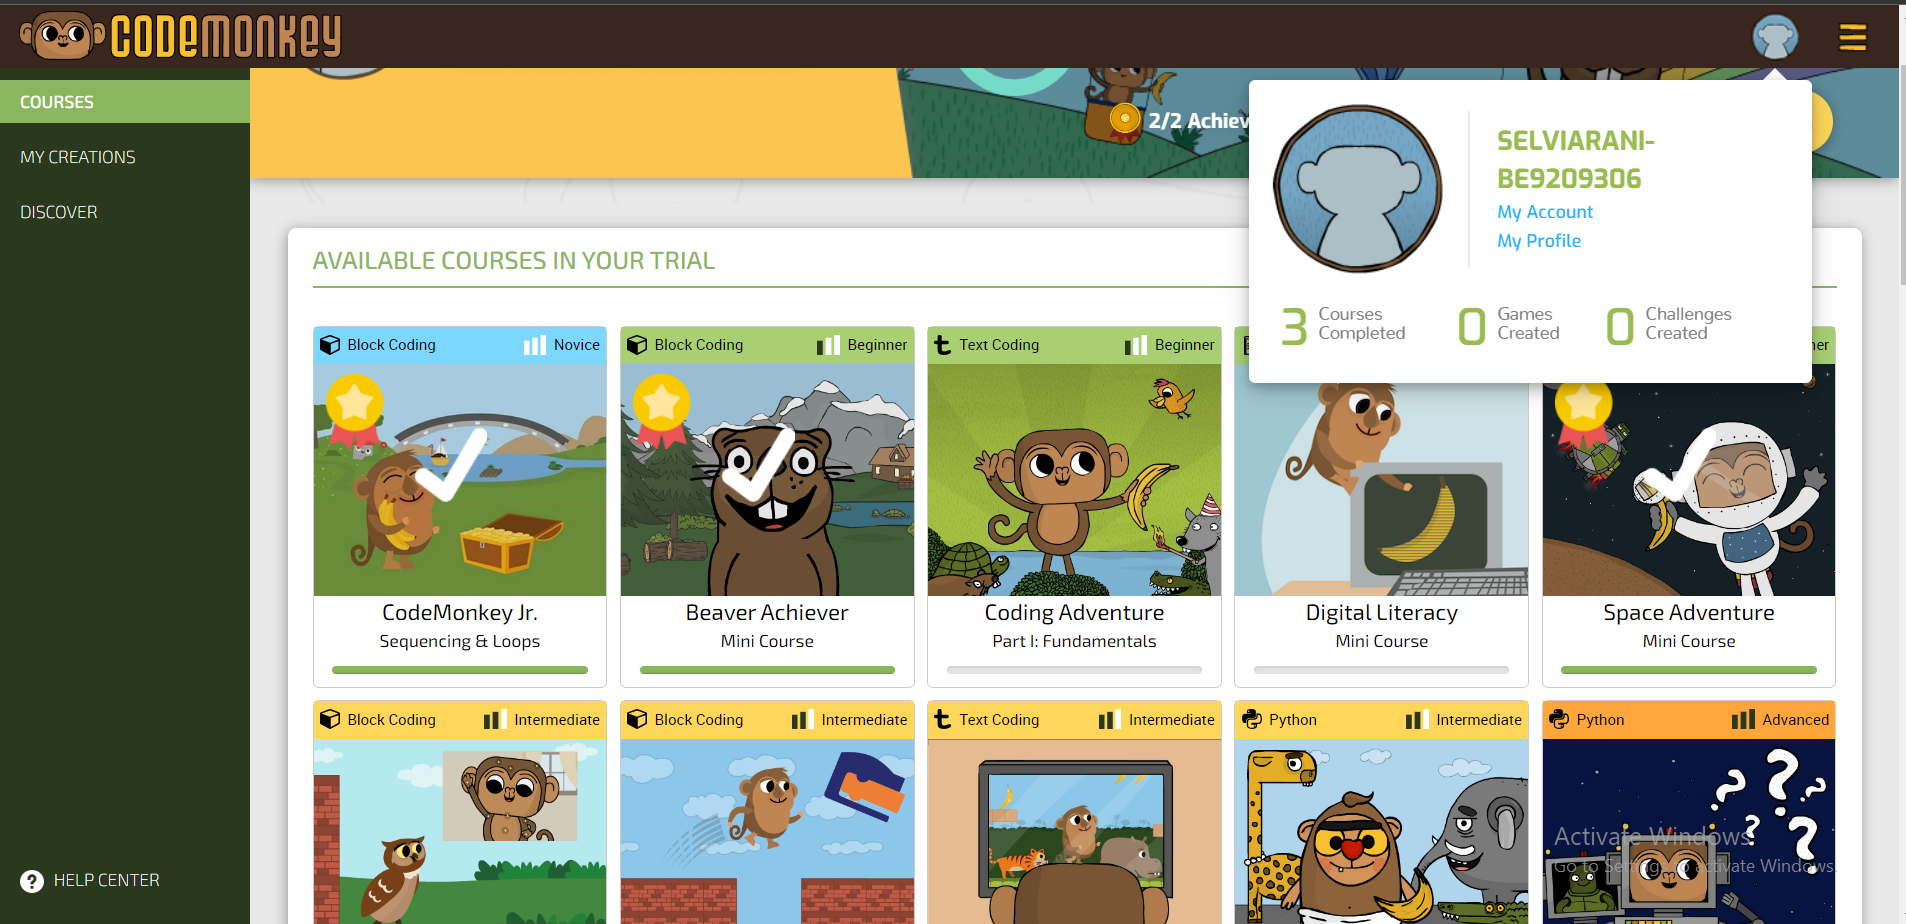 CODEMONKEY
COURSES
MY CREATIONS
DISCOVER
HELP CENTER
2/2 Achiev
SELVIARANI-
BE9209306
My Account
My Profile
3 Courses Completed
0 Games Created
0 Challenges Created
AVAILABLE COURSES IN YOUR TRIAL
Block Coding Novice
CodeMonkey Jr.
Sequencing & Loops
Block Coding Beginner
Beaver Achiever
Mini Course
Text Coding Beginner
Coding Adventure
Part I: Fundamentals
Digital Literacy
Mini Course
ner
Space Adventure
Mini Course
Block Coding Intermediate
Block Coding Intermediate
Text Coding Intermediate
Python Intermediate
Python Advanced
? ? ? ? ?
Activate Windows
Go to Settings to activate Windows.